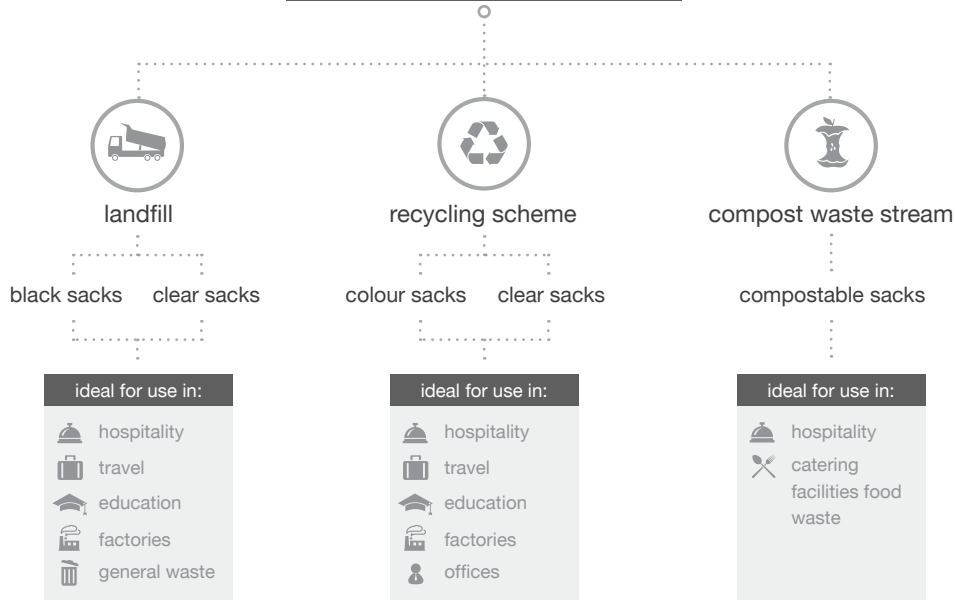 landfill
black sacks
clear sacks
ideal for use in:
hospitality
travel
education
factories
general waste
recycling scheme
colour sacks
clear sacks
ideal for use in:
hospitality
travel
education
factories
offices
compost waste stream
compostable sacks
ideal for use in:
hospitality
catering
facilities food
waste